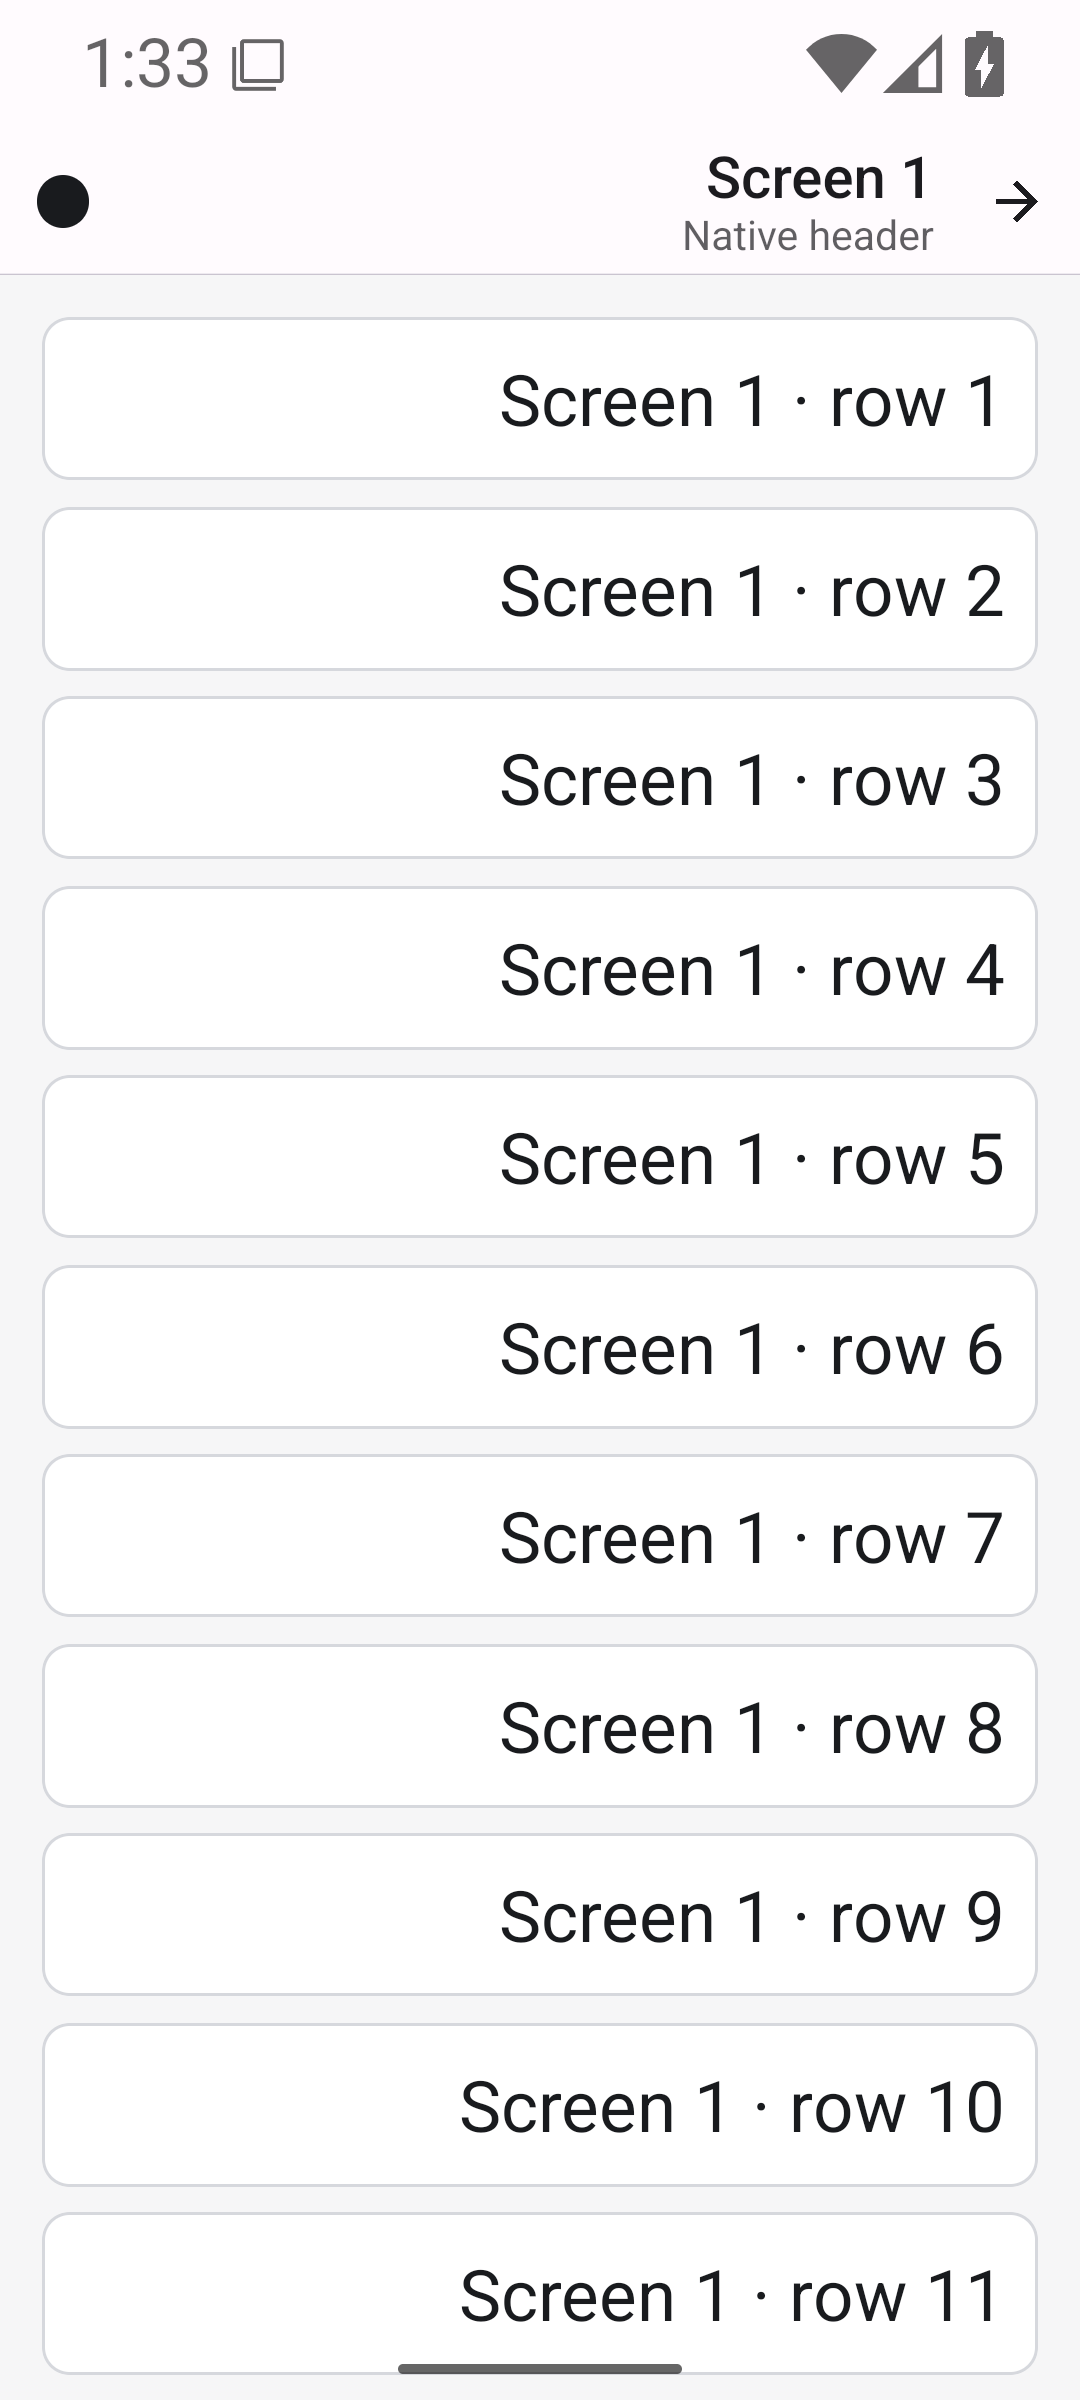 1:33
Screen 1
Native header
Screen 1 · row 1
Screen 1 · row 2
Screen 1 · row 3
Screen 1 · row 4
Screen 1 · row 5
Screen 1 · row 6
Screen 1 · row 7
Screen 1 · row 8
Screen 1 · row 9
Screen 1 · row 10
Screen 1 · row 11